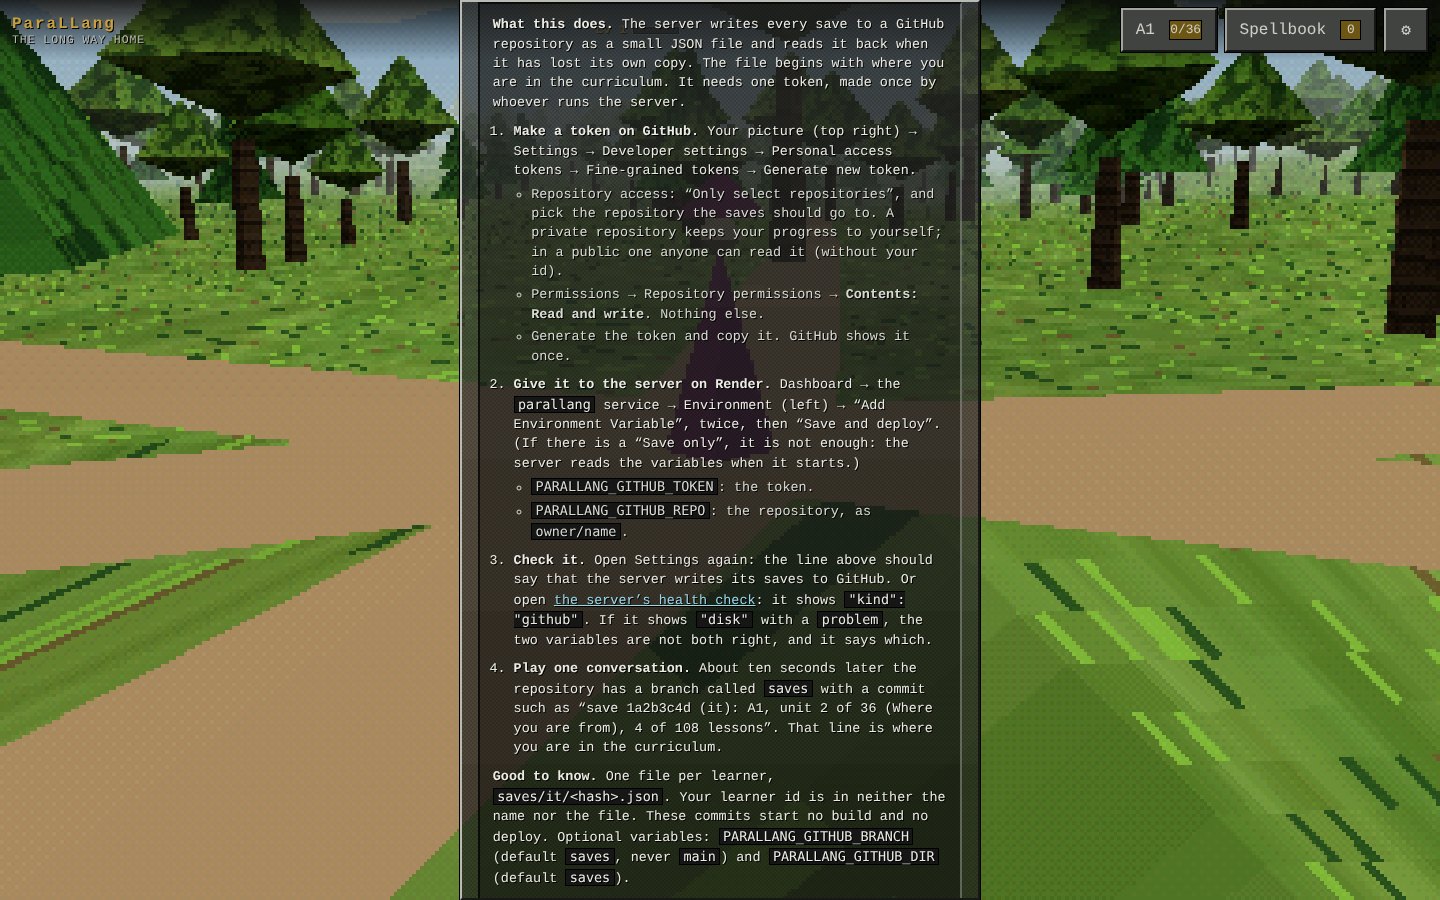 ParaLLang
THE LONG WAY HOME
A1 0/36
Spellbook 0
What this does. The server writes every save to a GitHub
repository as a small JSON file and reads it back when
it has lost its own copy. The file begins with where you
are in the curriculum. It needs one token, made once by
whoever runs the server.
1. Make a token on GitHub. Your picture (top right) →
Settings → Developer settings → Personal access
tokens → Fine-grained tokens → Generate new token.
Repository access: “Only select repositories”, and
pick the repository the saves should go to. A
private repository keeps your progress to yourself;
in a public one anyone can read it (without your
id).
Permissions → Repository permissions → Contents:
Read and write. Nothing else.
Generate the token and copy it. GitHub shows it
once.
2. Give it to the server on Render. Dashboard → the
parallang service → Environment (left) → “Add
Environment Variable”, twice, then “Save and deploy”.
(If there is a “Save only”, it is not enough: the
server reads the variables when it starts.)
PARALLANG_GITHUB_TOKEN: the token.
PARALLANG_GITHUB_REPO: the repository, as
owner/name.
3. Check it. Open Settings again: the line above should
say that the server writes its saves to GitHub. Or
open the server’s health check: it shows "kind":
"github". If it shows "disk" with a problem, the
two variables are not both right, and it says which.
4. Play one conversation. About ten seconds later the
repository has a branch called saves with a commit
such as “save 1a2b3c4d (it): A1, unit 2 of 36 (Where
you are from), 4 of 108 lessons”. That line is where
you are in the curriculum.
Good to know. One file per learner,
saves/it/<hash>.json. Your learner id is in neither the
name nor the file. These commits start no build and no
deploy. Optional variables: PARALLANG_GITHUB_BRANCH
(default saves, never main) and PARALLANG_GITHUB_DIR
(default saves).